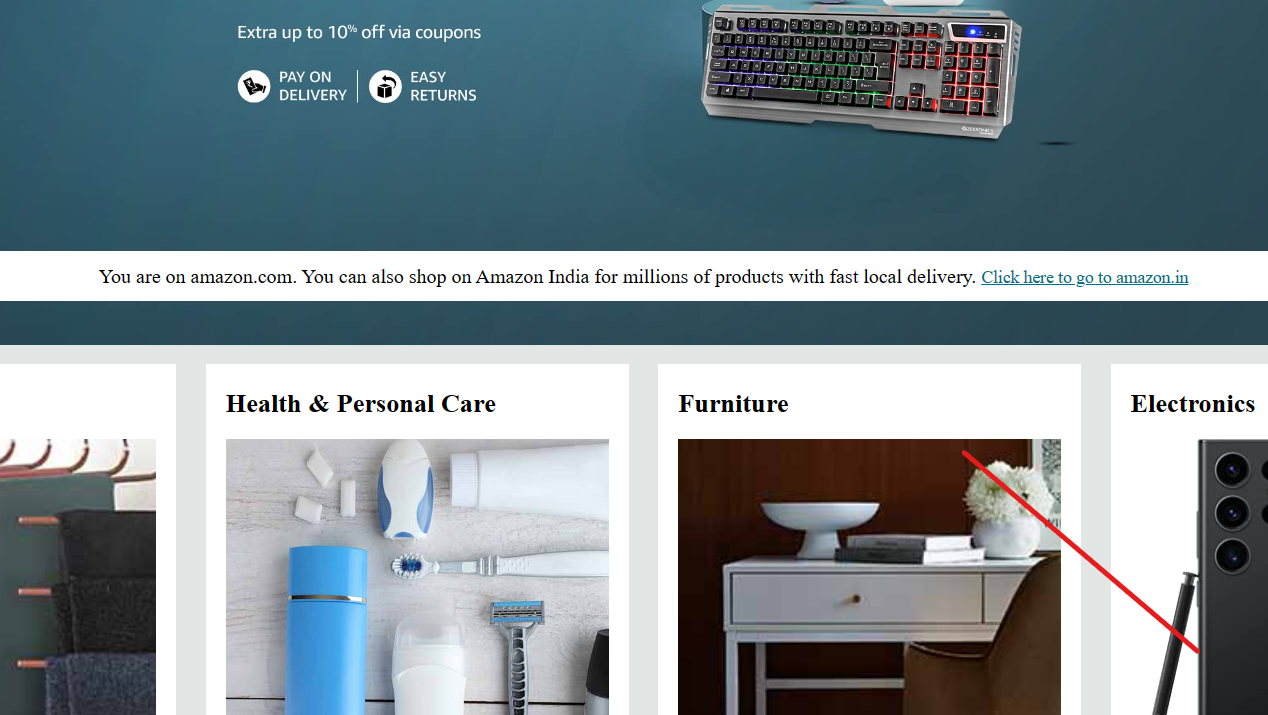 Extra up to 10% off via coupons
PAY ON
DELIVERY
EASY
RETURNS
You are on amazon.com. You can also shop on Amazon India for millions of products with fast local delivery. Click here to go to amazon.in
Health & Personal Care
Furniture
Electronics